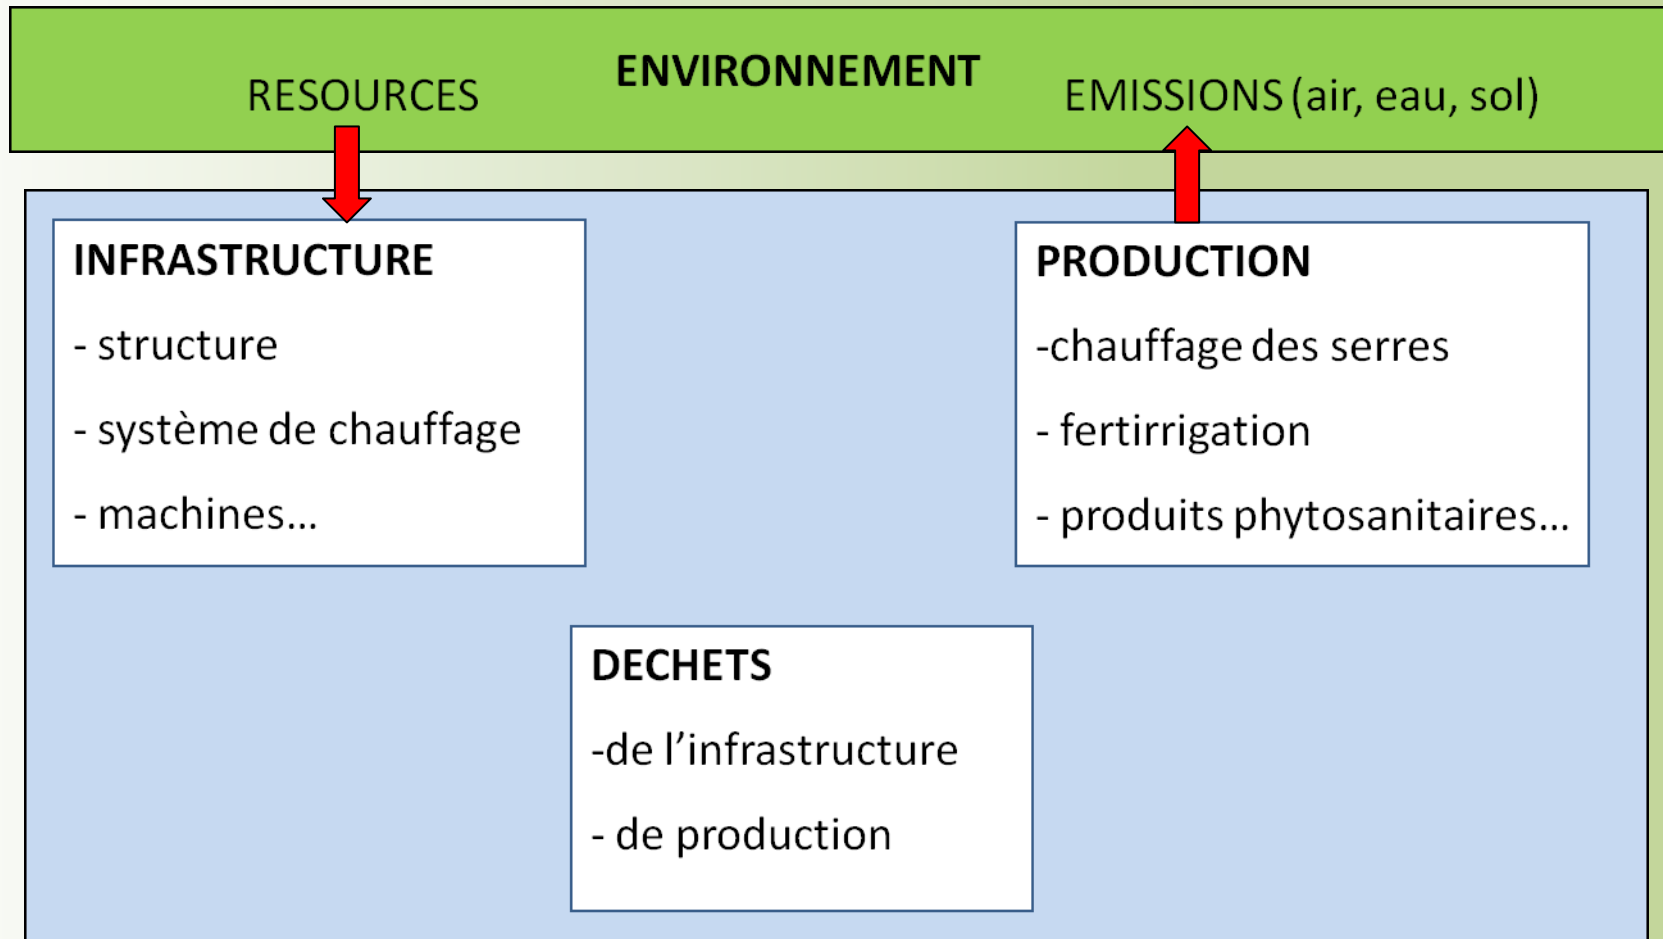 ENVIRONNEMENT
RESOURCES
EMISSIONS (air, eau, sol)
INFRASTRUCTURE
- structure
- système de chauffage
- machines...
PRODUCTION
-chauffage des serres
- fertirrigation
- produits phytosanitaires...
DECHETS
-de l’infrastructure
- de production